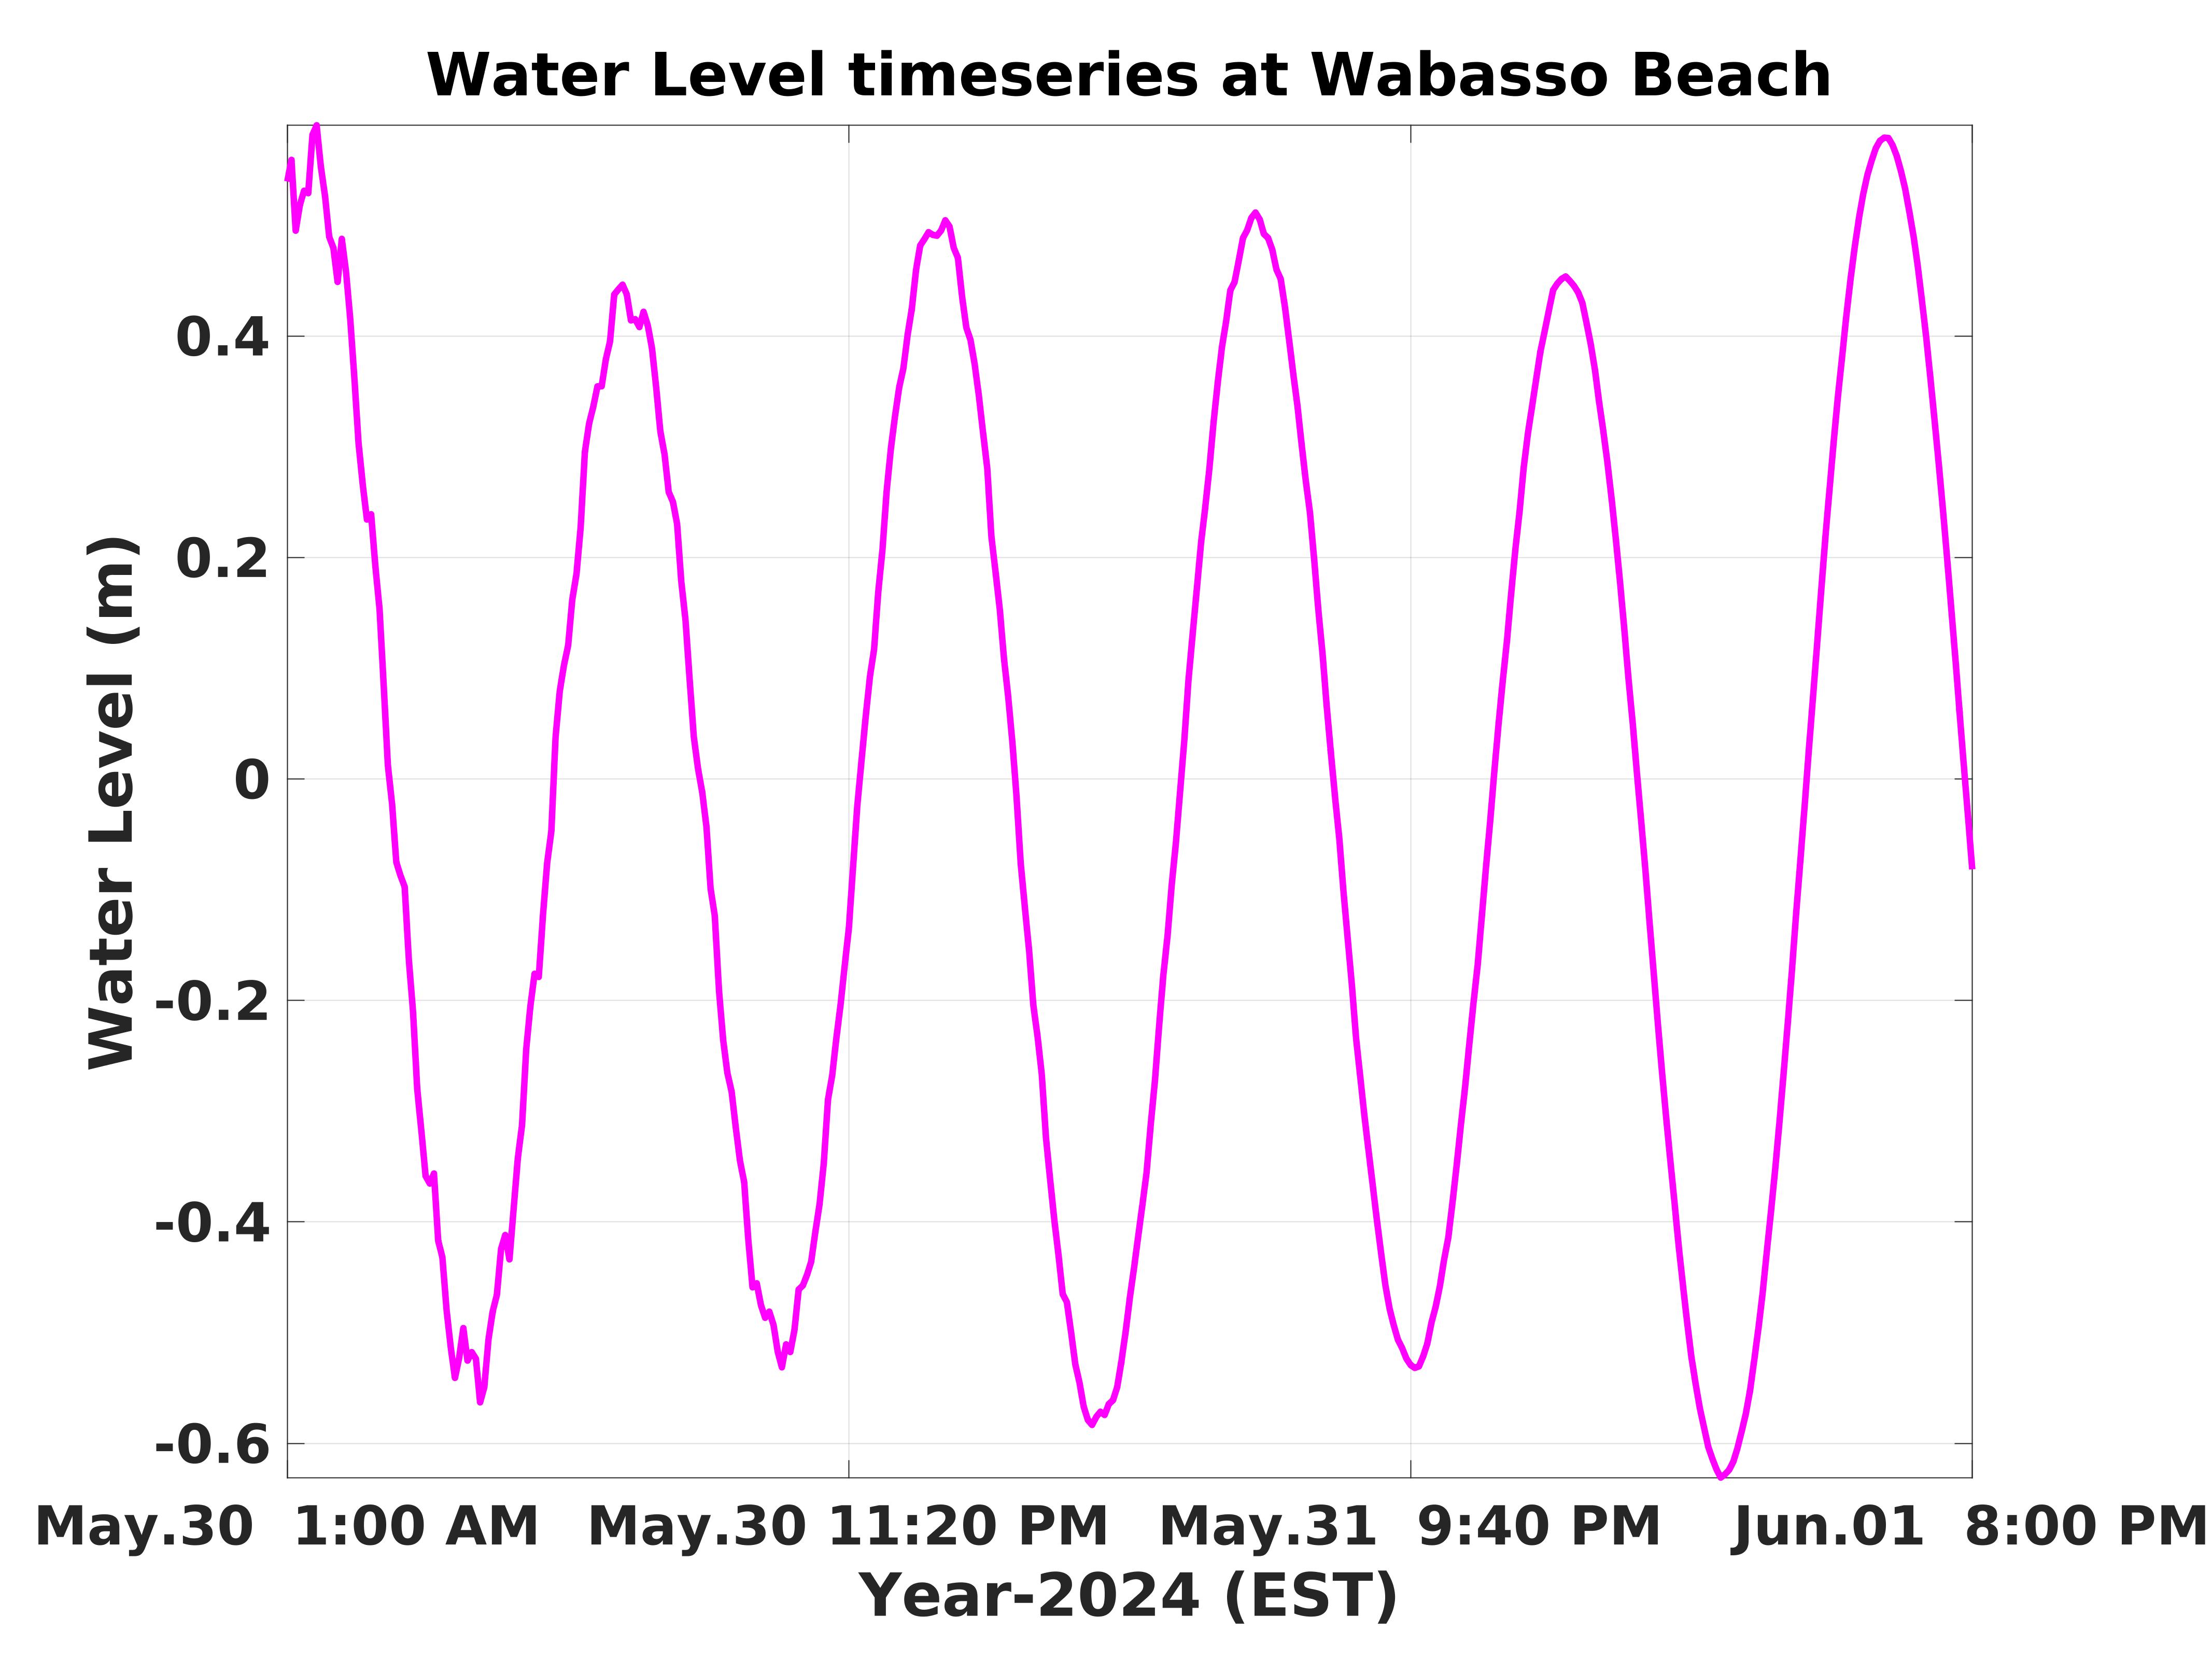 Water Level timeseries at Wabasso Beach
0.4
0.2
0
-0.2
-0.4
-0.6
Water Level (m)
May.30  1:00 AM
May.30 11:20 PM
May.31  9:40 PM
Jun.01  8:00 PM
Year-2024 (EST)